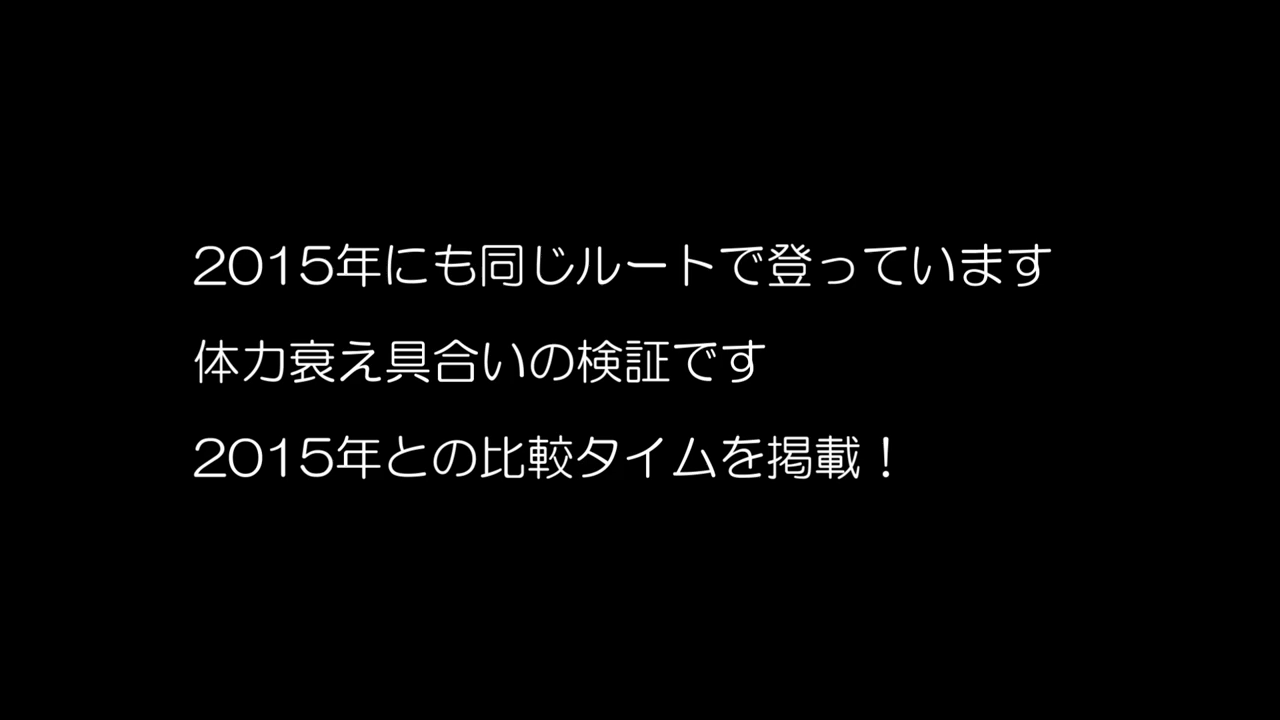 2015年にも同じルートで登っています
体力衰え具合いの検証です
2015年との比較タイムを掲載！